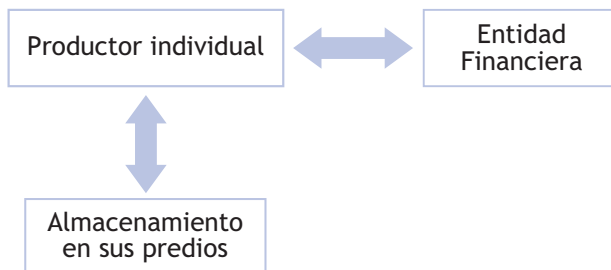 Productor individual
Entidad
Financiera
Almacenamiento
en sus predios